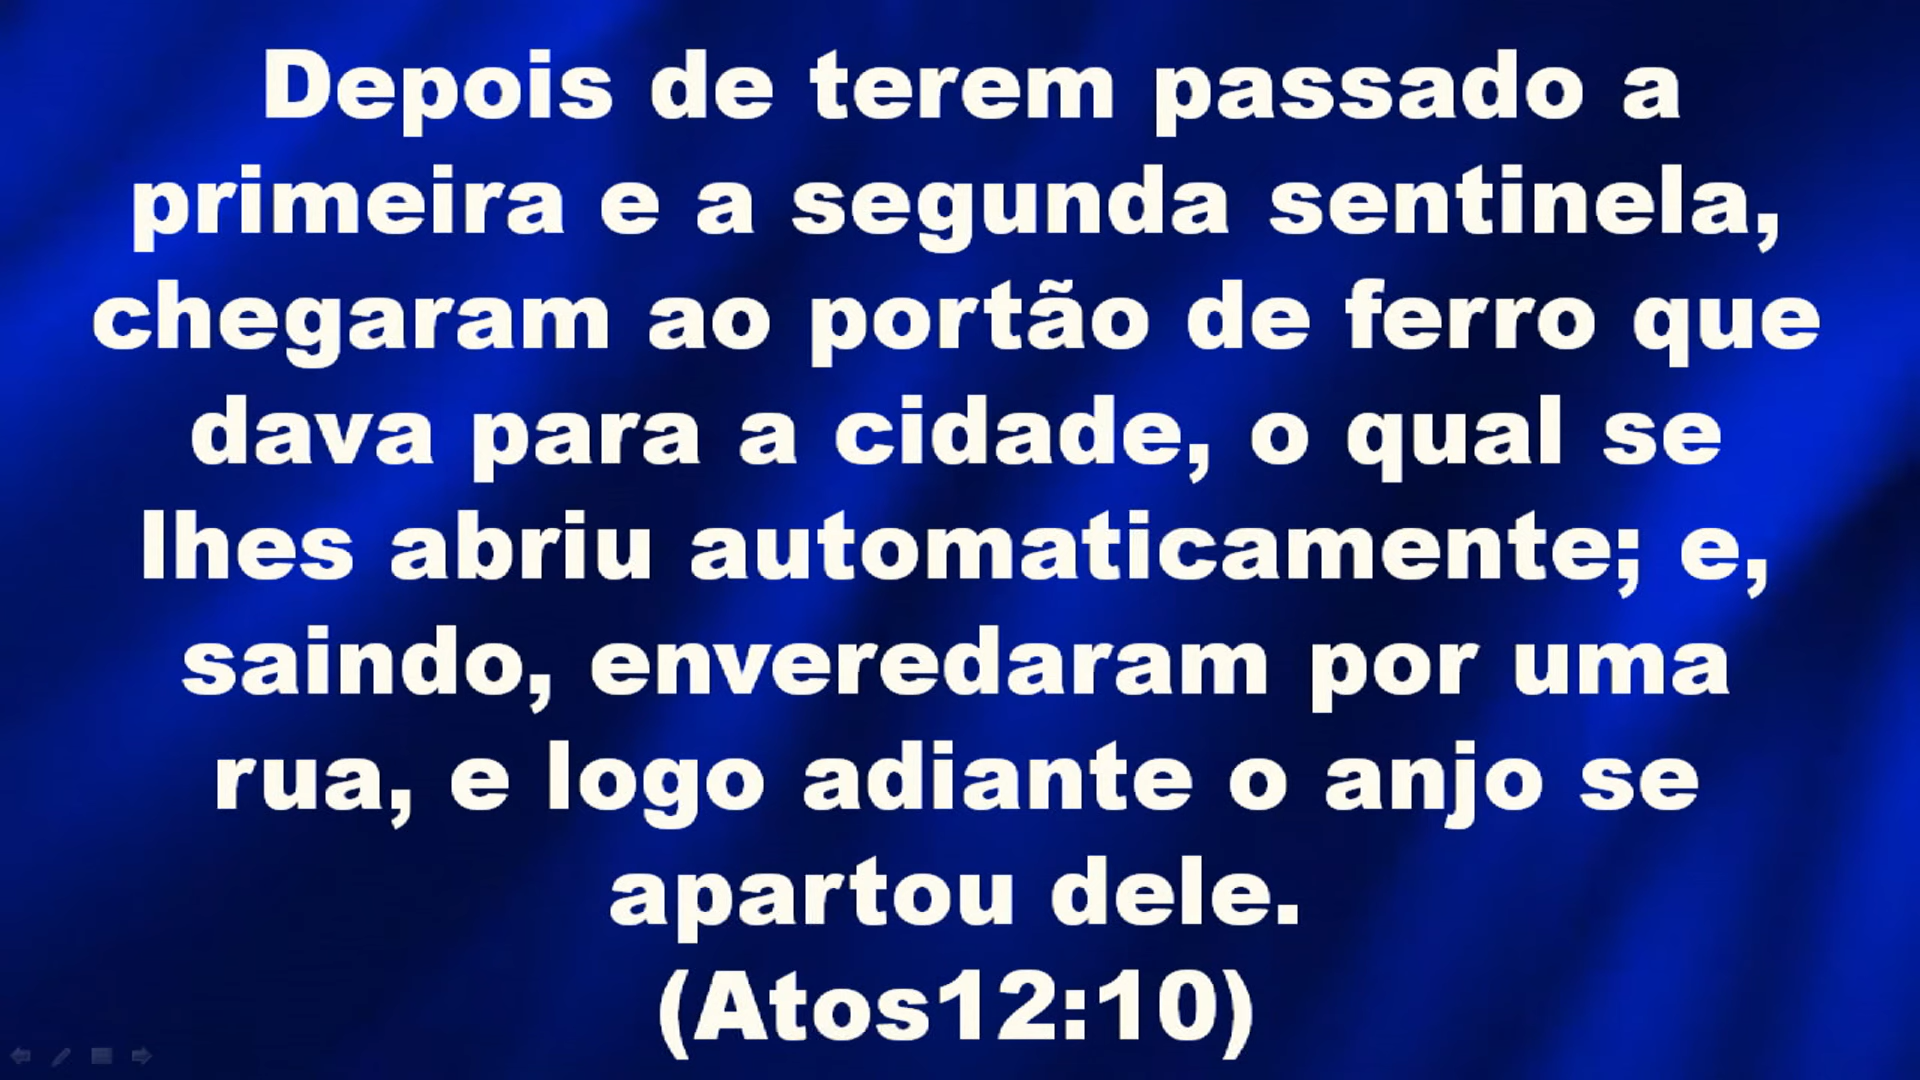 Depois de terem passado a
primeira e a segunda sentinela,
chegaram ao portão de ferro que
dava para a cidade, o qual se
lhes abriu automaticamente; e,
saindo, enveredaram por uma
rua, e logo adiante o anjo se
apartou dele.
(Atos12:10)